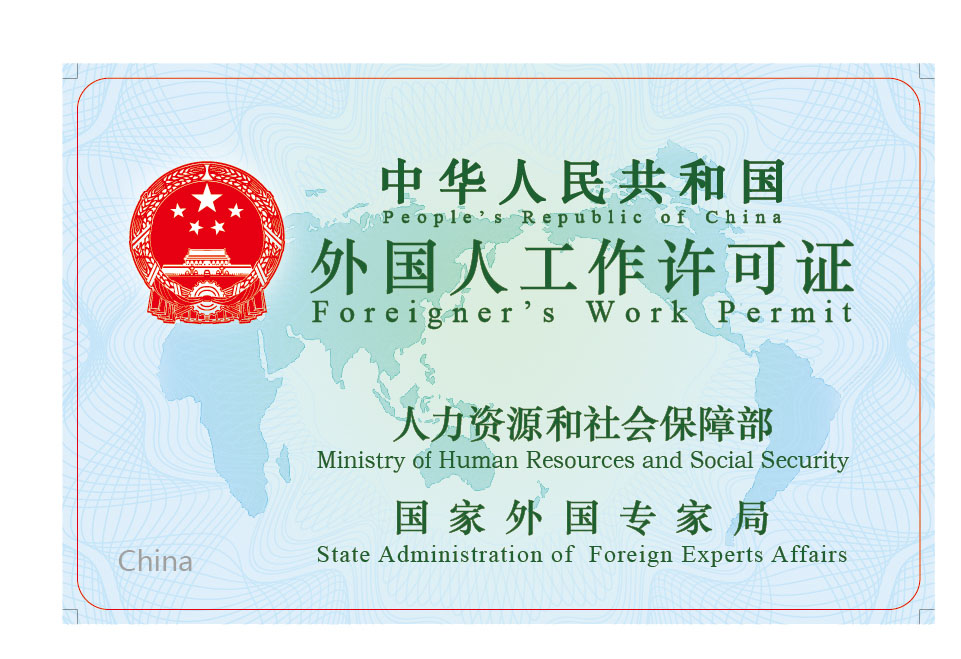 中华人民共和国
People's Republic of China
外国人工作许可证
Foreigner's Work Permit
人力资源和社会保障部
Ministry of Human Resources and Social Security
国家外国专家局
State Administration of Foreign Experts Affairs
China